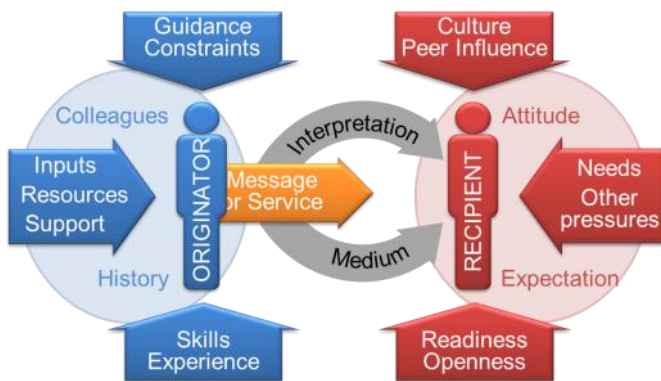 Guidance
Constraints
Culture
Peer Influence
Colleagues
Attitude
Interpretation
Inputs
Resources
Support
ORIGINATOR
Message
or Service
RECIPIENT
Needs
Other
pressures
Medium
History
Expectation
Skills
Experience
Readiness
Openness